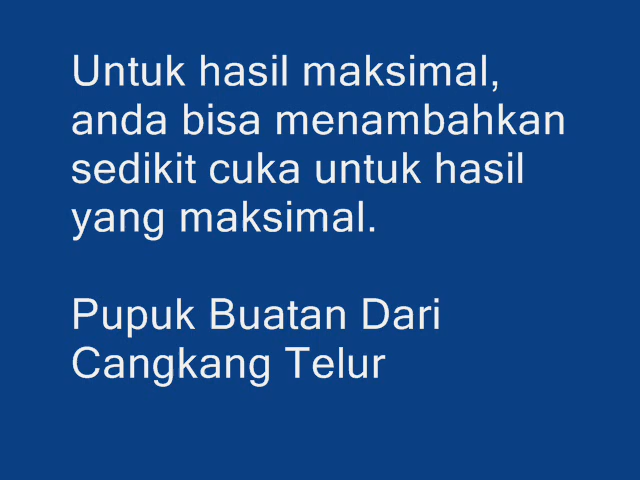 Untuk hasil maksimal,
anda bisa menambahkan
sedikit cuka untuk hasil
yang maksimal.
Pupuk Buatan Dari
Cangkang Telur